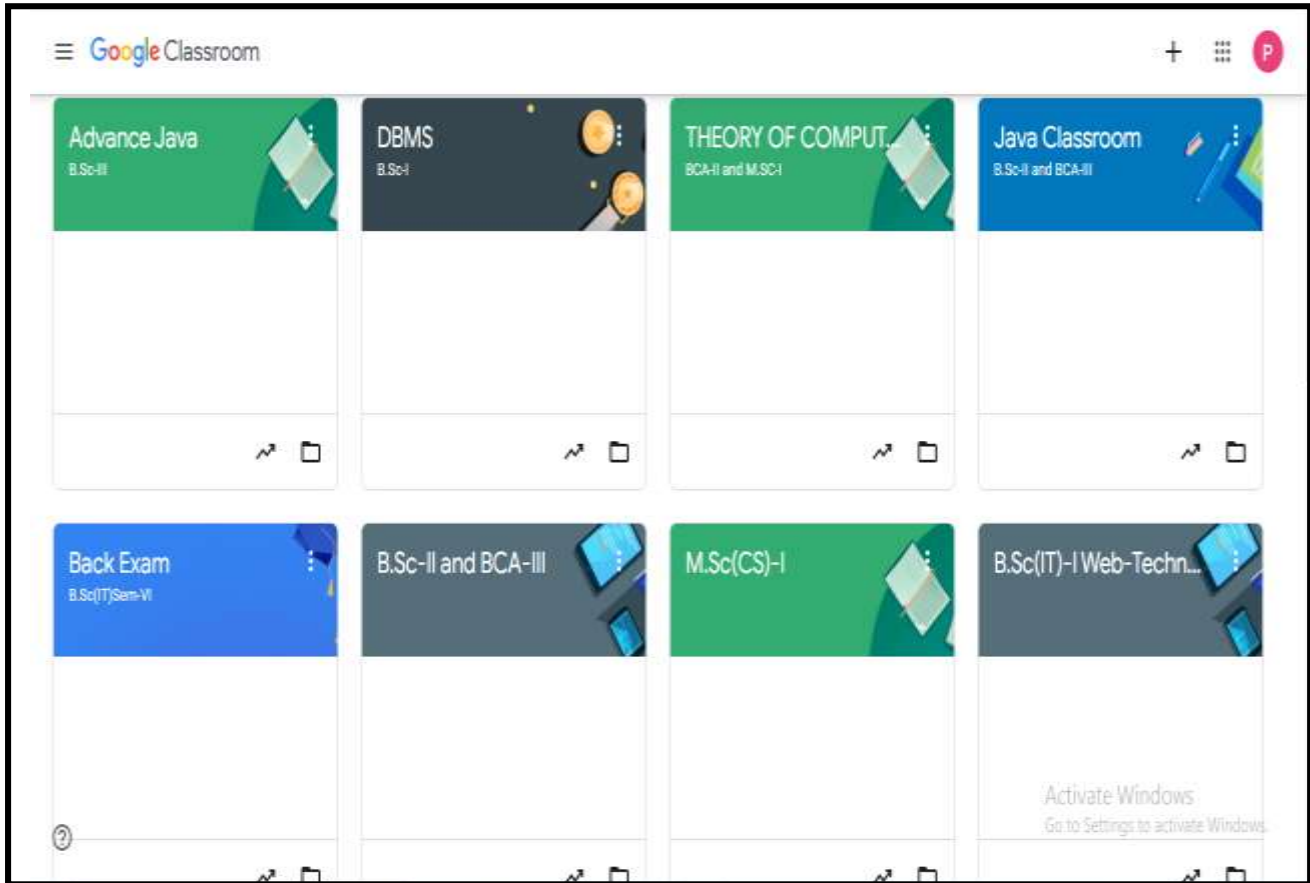 Google Classroom
P
Advance Java
B.Sc-III
DBMS
B.Sc-I
THEORY OF COMPUT...
BCA-II and M.SC-I
Java Classroom
B.Sc-II and BCA-III
Back Exam
B.Sc(IT)Sem-VI
B.Sc-II and BCA-III
M.Sc(CS)-I
B.Sc(IT)-I Web-Techn...
Activate Windows
Go to Settings to activate Windows.